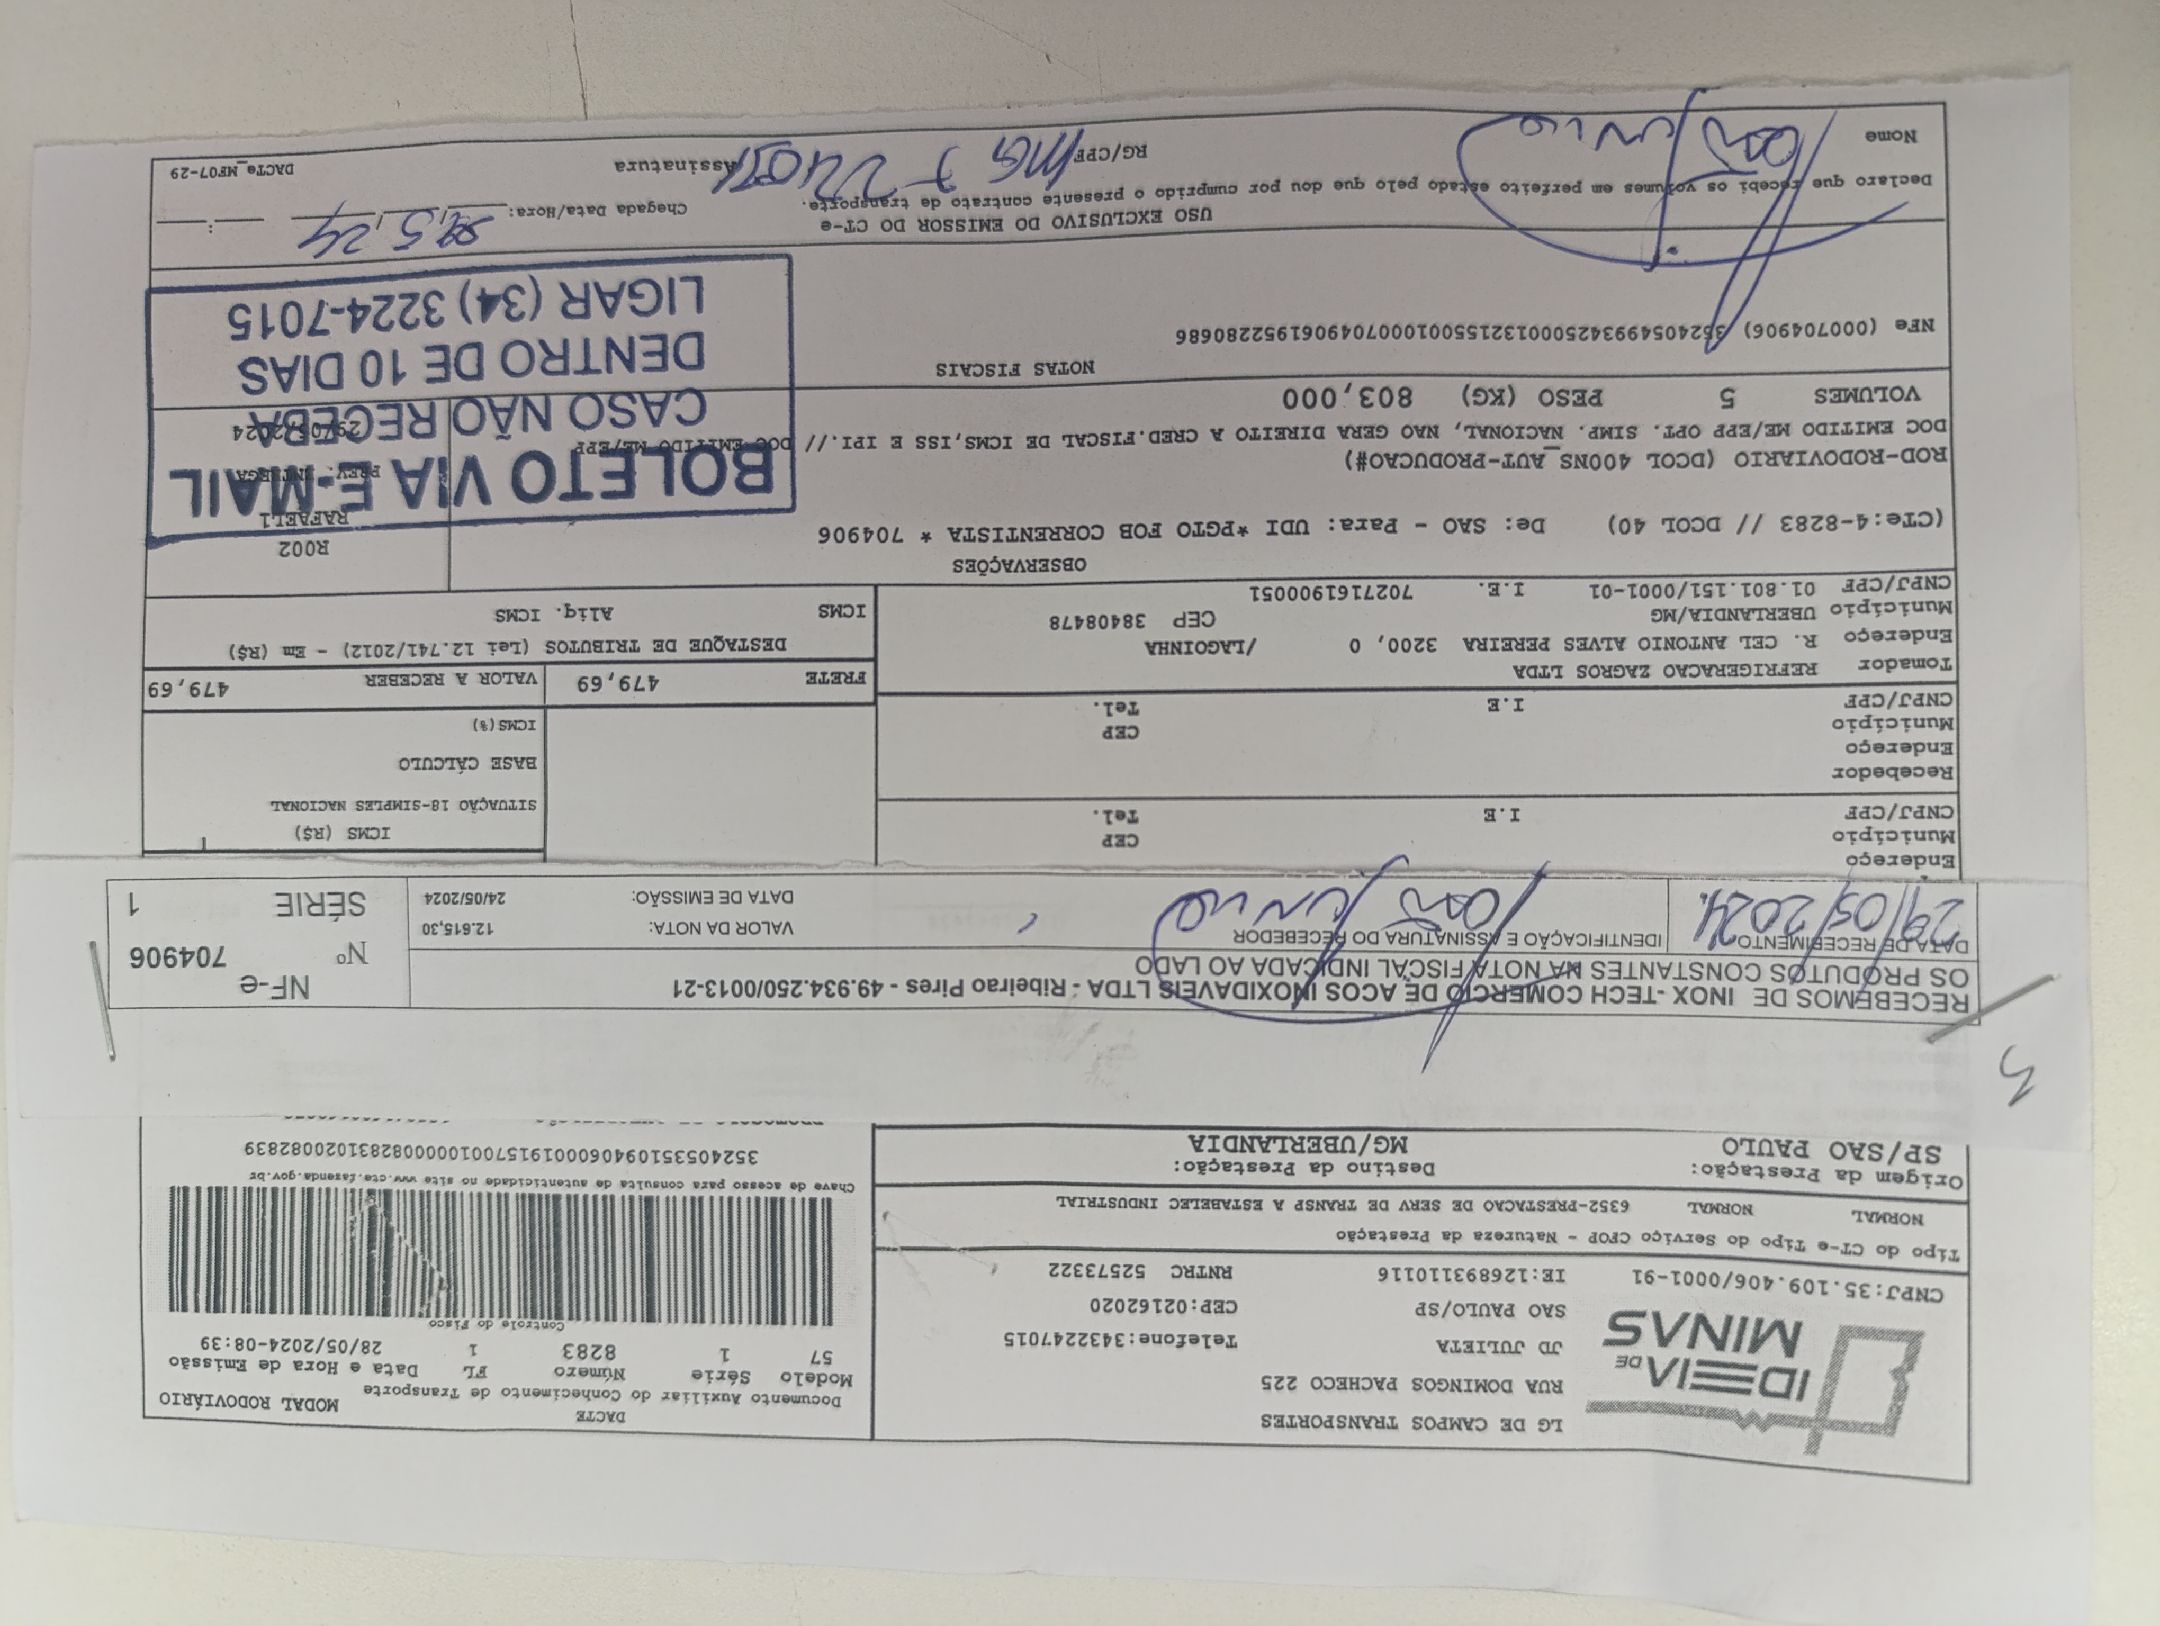 IDEIA DE MINAS
LG DE CAMPOS TRANSPORTES
RUA DOMINGOS PACHECO 225
JD JULIETA Telefone:3432247015
SAO PAULO/SP CEP:02162020
CNPJ:35.109.406/0001-91 IE:126893110116 RNTRC 52573322
Tipo do CT-e Tipo do Serviço CFOP - Natureza da Prestação
NORMAL NORMAL 6352-PRESTACAO DE SERV DE TRANSP A ESTABELEC INDUSTRIAL
Origem da Prestação: Destino da Prestação:
SP/SAO PAULO MG/UBERLANDIA
DACTE
Documento Auxiliar do Conhecimento de Transporte MODAL RODOVIÁRIO
Modelo Série Número FL Data e Hora de Emissão
57 1 8283 1 28/05/2024-08:39
Controle do Fisco
Chave de acesso para consulta de autenticidade no site www.cte.fazenda.gov.br
35240535109406000191570010000082831020082839
3
RECEBEMOS DE INOX -TECH COMERCIO DE ACOS INOXIDAVEIS LTDA - Ribeirao Pires - 49.934.250/0013-21
OS PRODUTOS CONSTANTES NA NOTA FISCAL INDICADA AO LADO
DATA DE RECEBIMENTO IDENTIFICAÇÃO E ASSINATURA DO RECEBEDOR
29/05/2024.
VALOR DA NOTA: 12.615,30
DATA DE EMISSÃO: 24/05/2024
NF-e
Nº 704906
SÉRIE 1
Endereço
Município CEP
CNPJ/CPF I.E Tel.
Recebedor
Endereço
Município CEP
CNPJ/CPF I.E Tel.
Tomador REFRIGERACAO ZAGROS LTDA
Endereço R. CEL ANTONIO ALVES PEREIRA 3200, 0 /LAGOINHA
Município UBERLANDIA/MG CEP 38408478
CNPJ/CPF 01.801.151/0001-01 I.E. 7027161900051
ICMS (R$)
SITUAÇÃO 18-SIMPLES NACIONAL
BASE CÁLCULO
ICMS(%)
FRETE 479,69 VALOR A RECEBER 479,69
DESTAQUE DE TRIBUTOS (Lei 12.741/2012) - Em (R$)
ICMS Aliq. ICMS
OBSERVAÇÕES
(CTe:4-8283 // DCOL 40) De: SAO - Para: UDI *PGTO FOB CORRENTISTA * 704906
R002
RAFAEL1
PREV. ENTREGA
29/05/2024
ROD-RODOVIARIO (DCOL 400NS_AUT-PRODUCAO#)
DOC EMITIDO ME/EPP OPT. SIMP. NACIONAL, NAO GERA DIREITO A CRED.FISCAL DE ICMS,ISS E IPI.// DOC EMITIDO ME/EPP
VOLUMES 5 PESO (KG) 803,000
BOLETO VIA E-MAIL
CASO NÃO RECEBA
DENTRO DE 10 DIAS
LIGAR (34) 3224-7015
NOTAS FISCAIS
NFe (000704906) 35240549934250001321550010007049061952280686
USO EXCLUSIVO DO EMISSOR DO CT-e
Declaro que recebi os volumes em perfeito estado pelo que dou por cumprido o presente contrato de transporte.
Chegada Data/Hora: 29,5,24
Nome RG/CPF Assinatura
DACTe_MF07-29